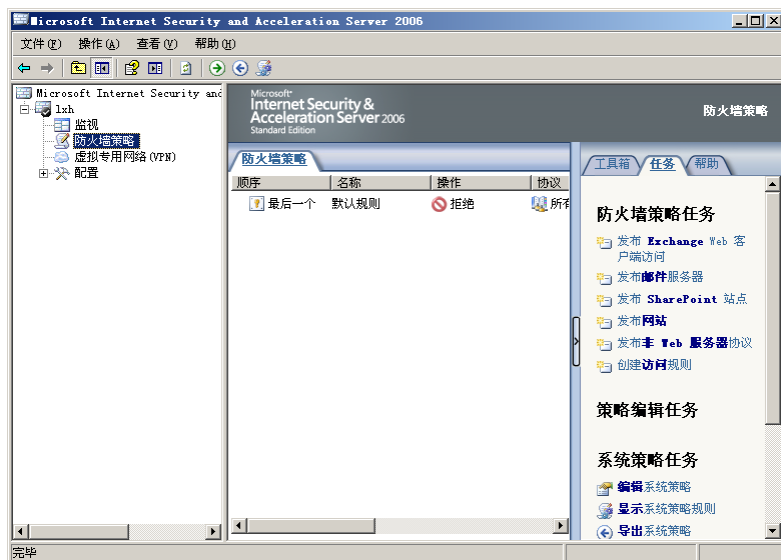 Microsoft Internet Security and Acceleration Server 2006
文件(F) 操作(A) 查看(V) 帮助(H)
Microsoft Internet Security and
lxh
监视
防火墙策略
虚拟专用网络(VPN)
配置
Microsoft
Internet Security &
Acceleration Server 2006
Standard Edition
防火墙策略
防火墙策略
顺序 名称 操作 协议
最后一个 默认规则 拒绝 所有
工具箱 任务 帮助
防火墙策略任务
发布 Exchange Web 客
户端访问
发布邮件服务器
发布 SharePoint 站点
发布网站
发布非 Web 服务器协议
创建访问规则
策略编辑任务
系统策略任务
编辑系统策略
显示系统策略规则
导出系统策略
完毕